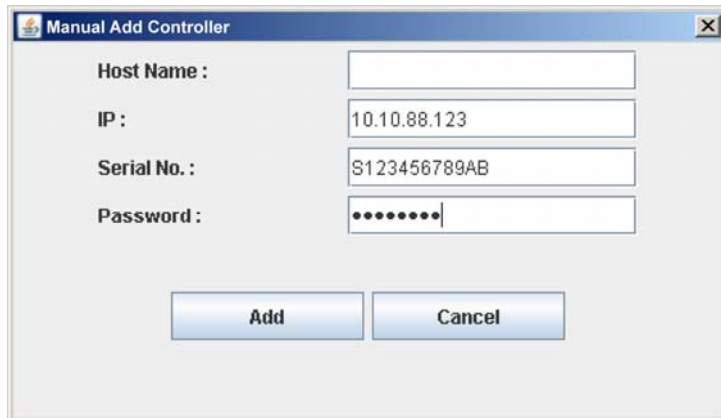 Manual Add Controller
Host Name :
IP : 10.10.88.123
Serial No. : S123456789AB
Password : ●●●●●●●●
Add Cancel